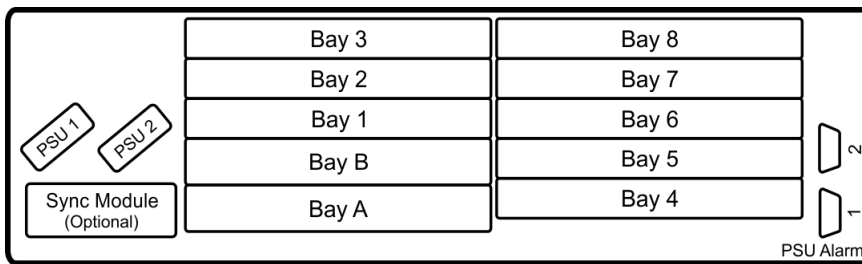 Bay 3
Bay 8
Bay 2
Bay 7
Bay 1
Bay 6
PSU 1
PSU 2
Bay B
Bay 5
2
Sync Module
(Optional)
Bay A
Bay 4
1
PSU Alarm